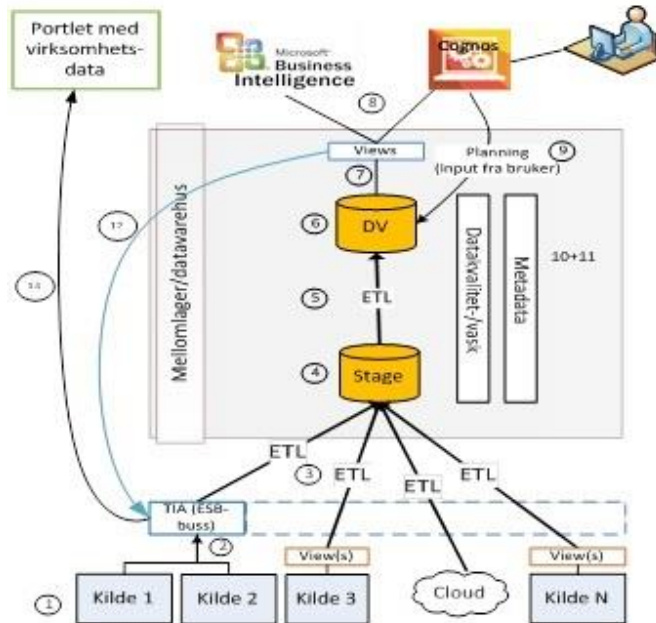 Portlet med
virksomhets-
data
Microsoft
Business
Intelligence
Cognos
8
Views
Planning
(Input fra bruker)
9
7
12
6
DV
Mellomlager/datavarehus
Datakvalitet-/vask
Metadata
10+11
5
ETL
4
Stage
ETL
3
ETL
ETL
ETL
TIA (ESB-
buss)
2
View(s)
View(s)
1
Kilde 1
Kilde 2
Kilde 3
Cloud
Kilde N